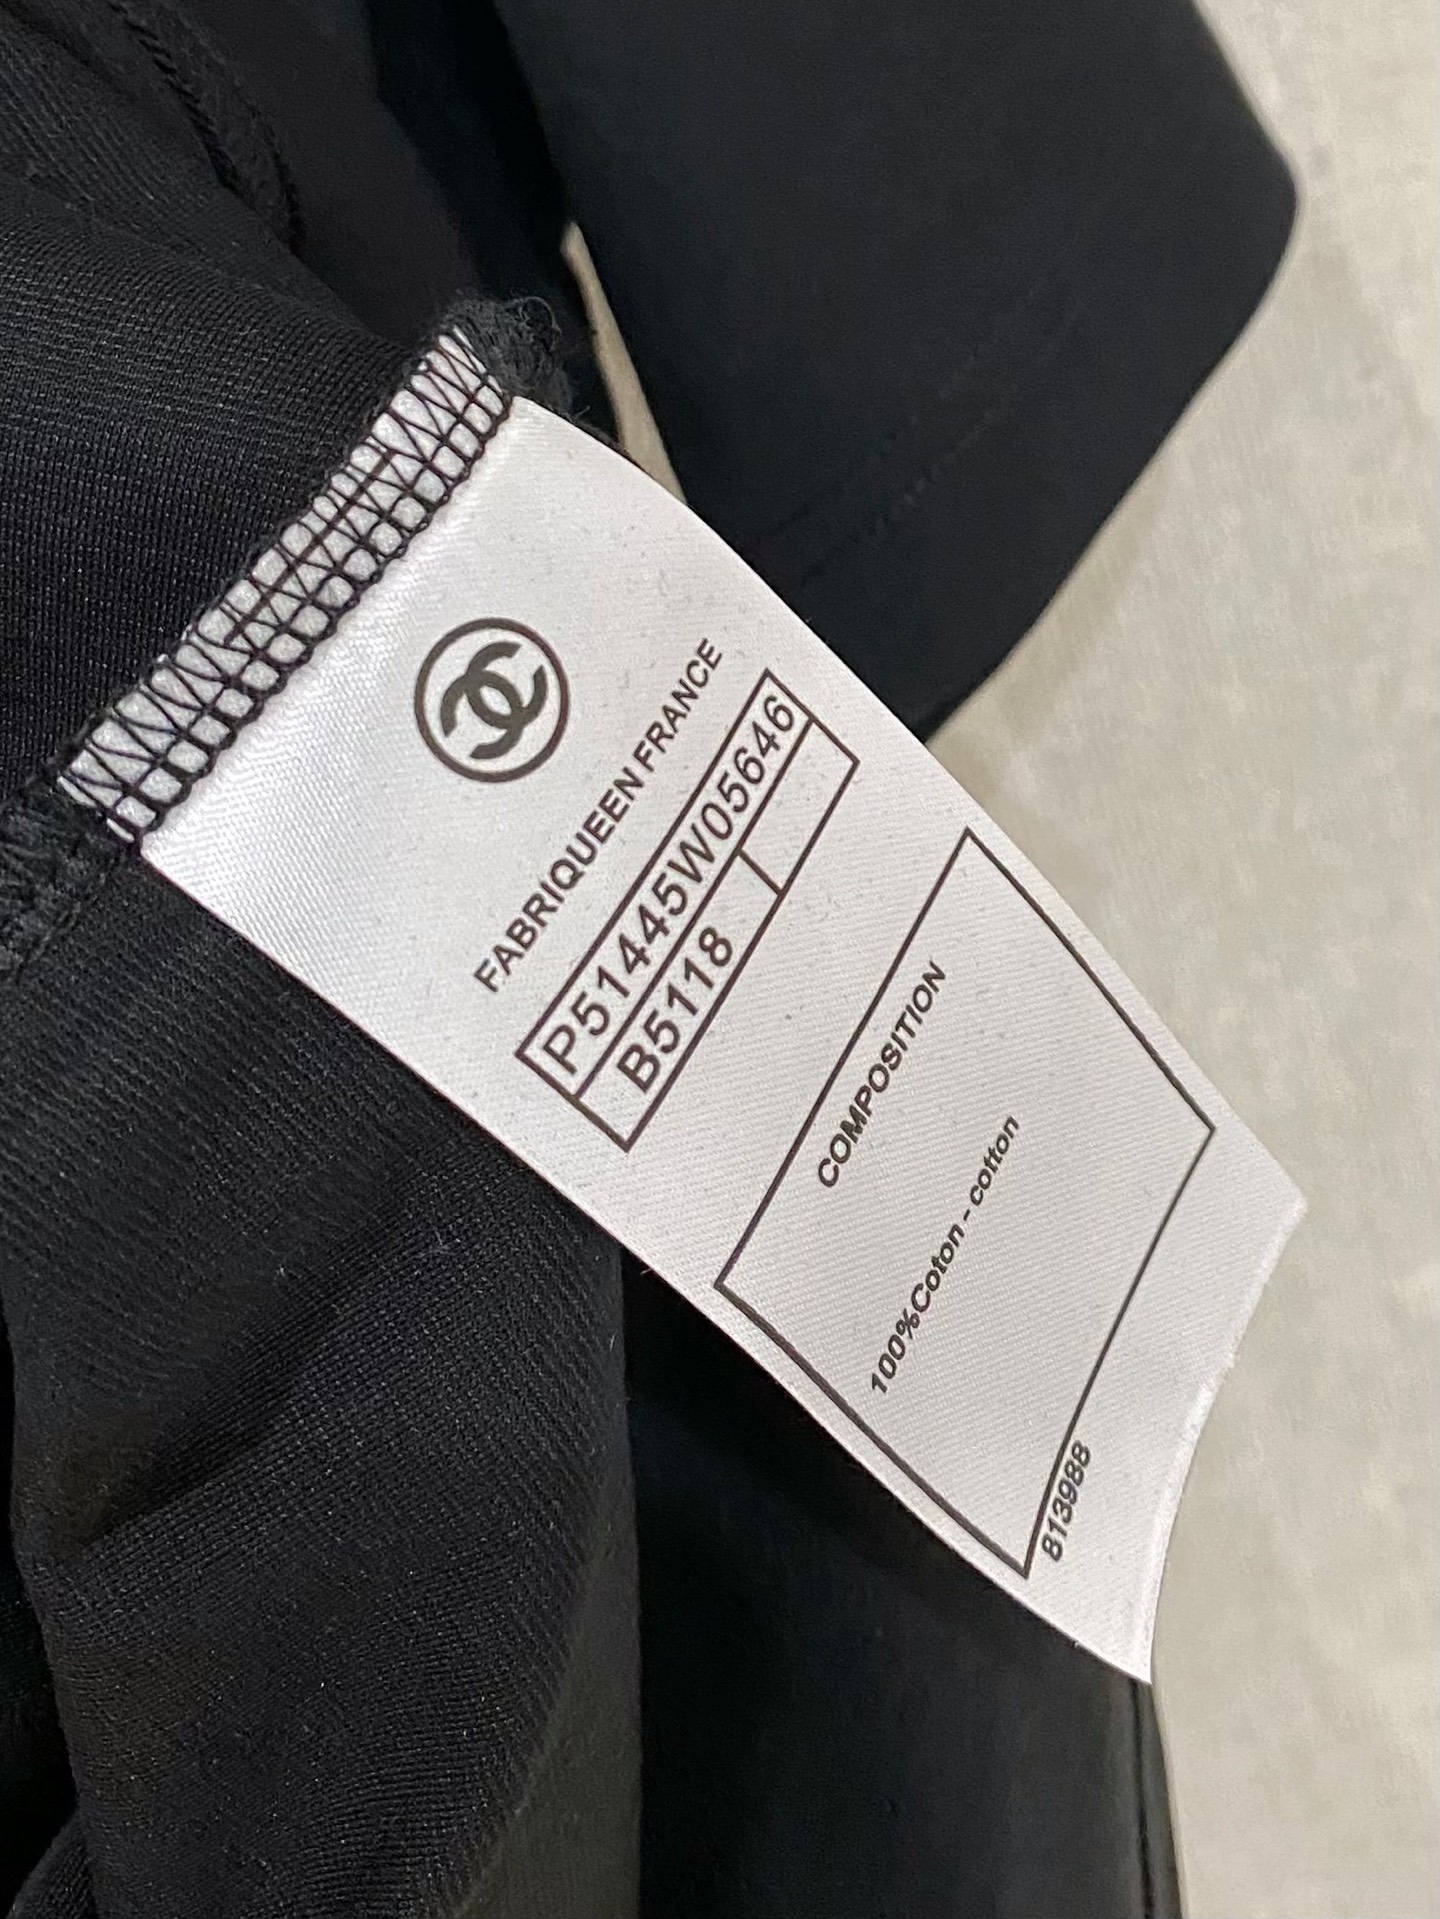 FABRIQUEEN FRANCE
P51445W05646
B5118
COMPOSITION
100%Coton - cotton
813988